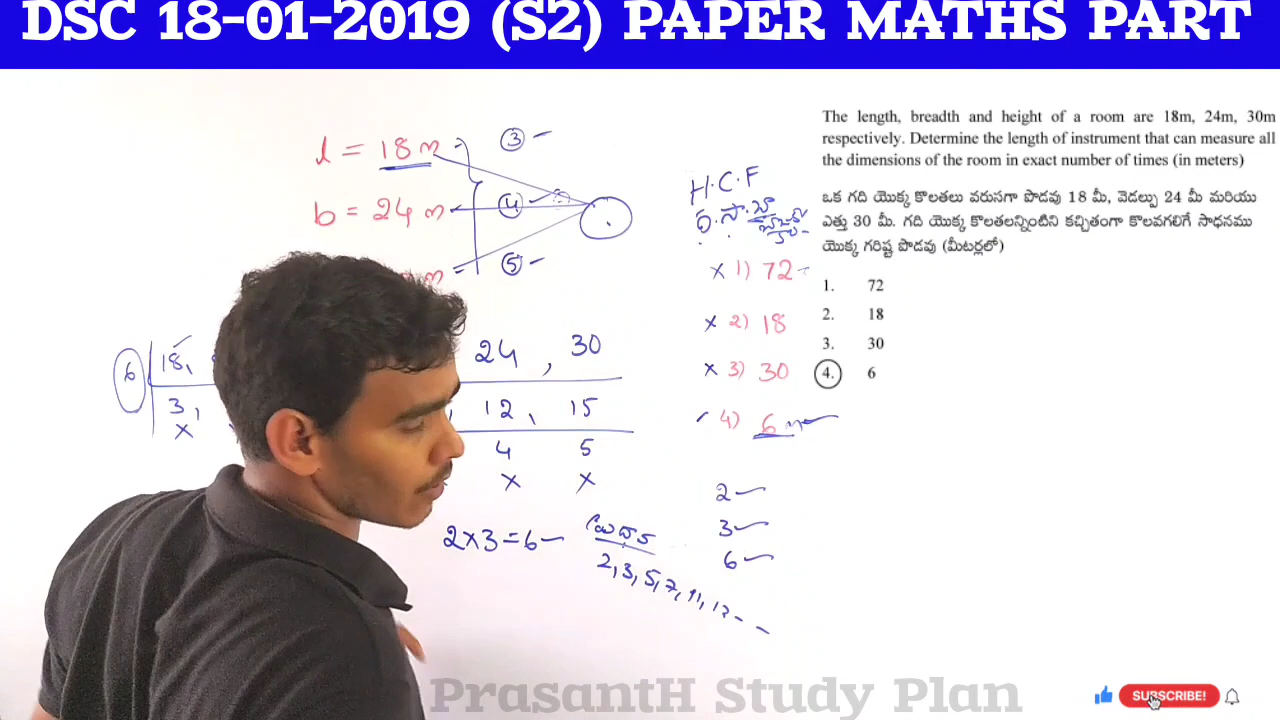 DSC 18-01-2019 (S2) PAPER MATHS PART
l = 18 m
b = 24 m
m
3
4
5
H.C.F
గ.సా.భా
× 1) 72
× 2) 18
× 3) 30
✓ 4) 6 m
The length, breadth and height of a room are 18m, 24m, 30m
respectively. Determine the length of instrument that can measure all
the dimensions of the room in exact number of times (in meters)
ఒక గది యొక్క కొలతలు వరుసగా పొడవు 18 మీ, వెడల్పు 24 మీ మరియు
ఎత్తు 30 మీ. గది యొక్క కొలతలన్నింటిని కచ్చితంగా కొలవగలిగే సాధనము
యొక్క గరిష్ట పొడవు (మీటర్లలో)
1. 72
2. 18
3. 30
4. 6
6 18,
3,
×
24, 30
, 12, 15
4 5
× ×
2×3=6
2, 3, 5, 7, 11, 13
2
3
6
PrasantH Study Plan
SUBSCRIBE!